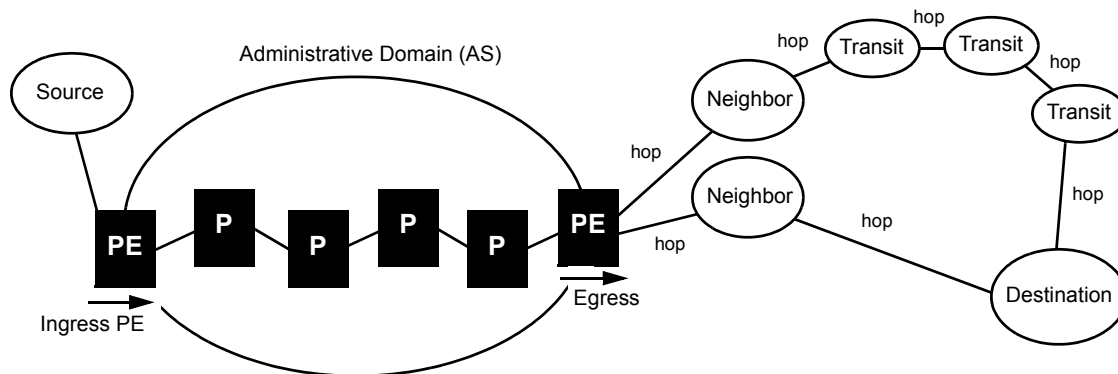 Administrative Domain (AS)
Source
PE
P
P
P
P
PE
Ingress PE
Egress
hop
Neighbor
hop
Transit
hop
Transit
hop
Transit
hop
hop
Neighbor
hop
Destination